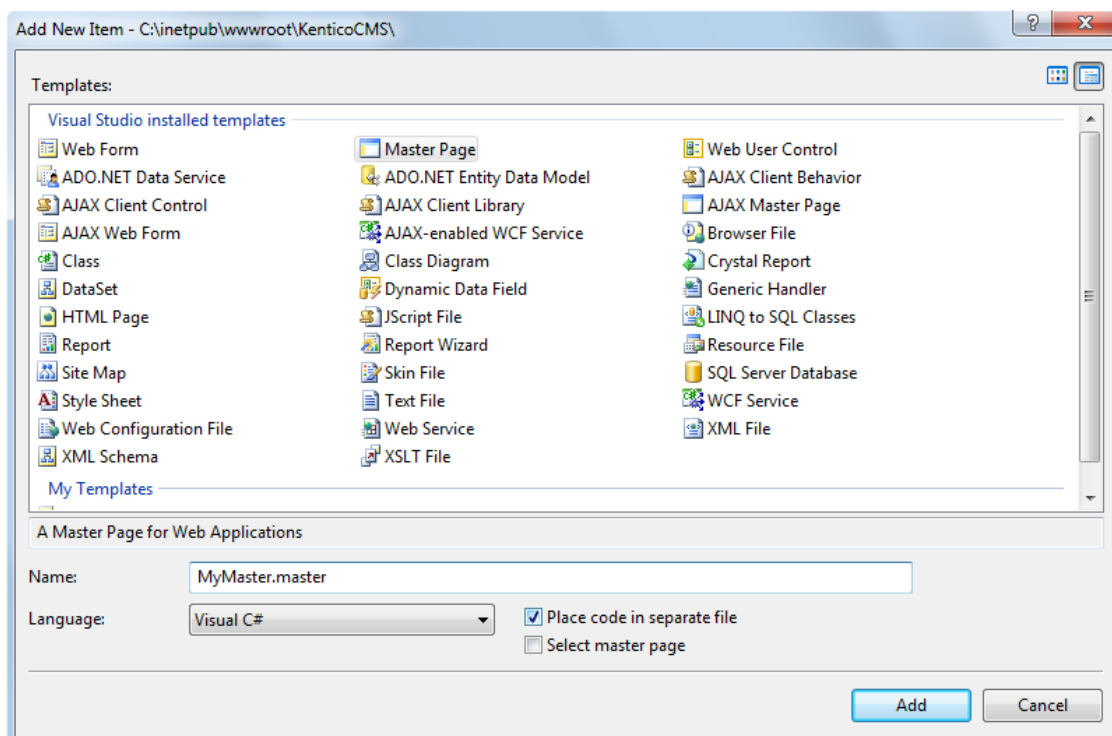 Add New Item - C:\inetpub\wwwroot\KenticoCMS\
Templates:
Visual Studio installed templates
Web Form Master Page Web User Control
ADO.NET Data Service ADO.NET Entity Data Model AJAX Client Behavior
AJAX Client Control AJAX Client Library AJAX Master Page
AJAX Web Form AJAX-enabled WCF Service Browser File
Class Class Diagram Crystal Report
DataSet Dynamic Data Field Generic Handler
HTML Page JScript File LINQ to SQL Classes
Report Report Wizard Resource File
Site Map Skin File SQL Server Database
Style Sheet Text File WCF Service
Web Configuration File Web Service XML File
XML Schema XSLT File
My Templates
A Master Page for Web Applications
Name: MyMaster.master
Language: Visual C# Place code in separate file
Select master page
Add Cancel